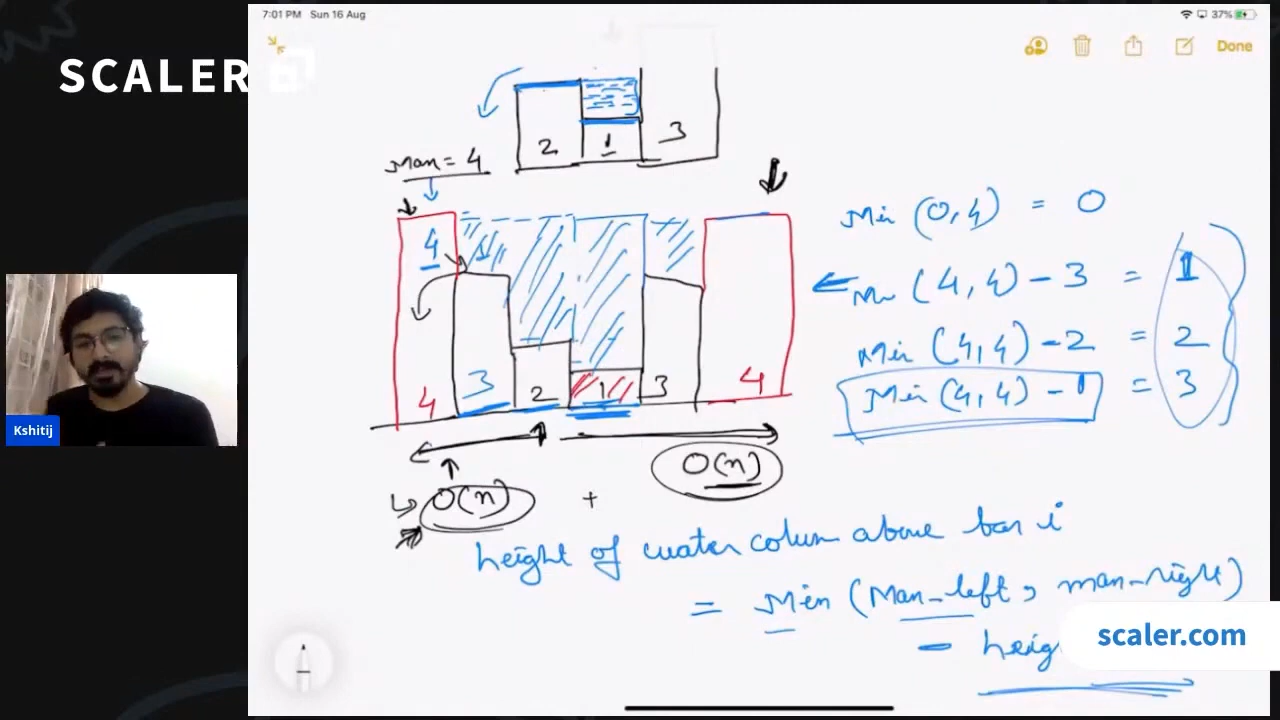 7:01 PM Sun 16 Aug
37%
Done
SCALER
2 1 3
Max = 4
4
4 3 2 1 3 4
Min (0,4) = 0
Min (4,4) - 3 = 1
Min (4,4) - 2 = 2
Min (4,4) - 1 = 3
O(n) + O(n)
height of water column above bar i
= Min (Max_left, max_right)
- heig
Kshitij
scaler.com